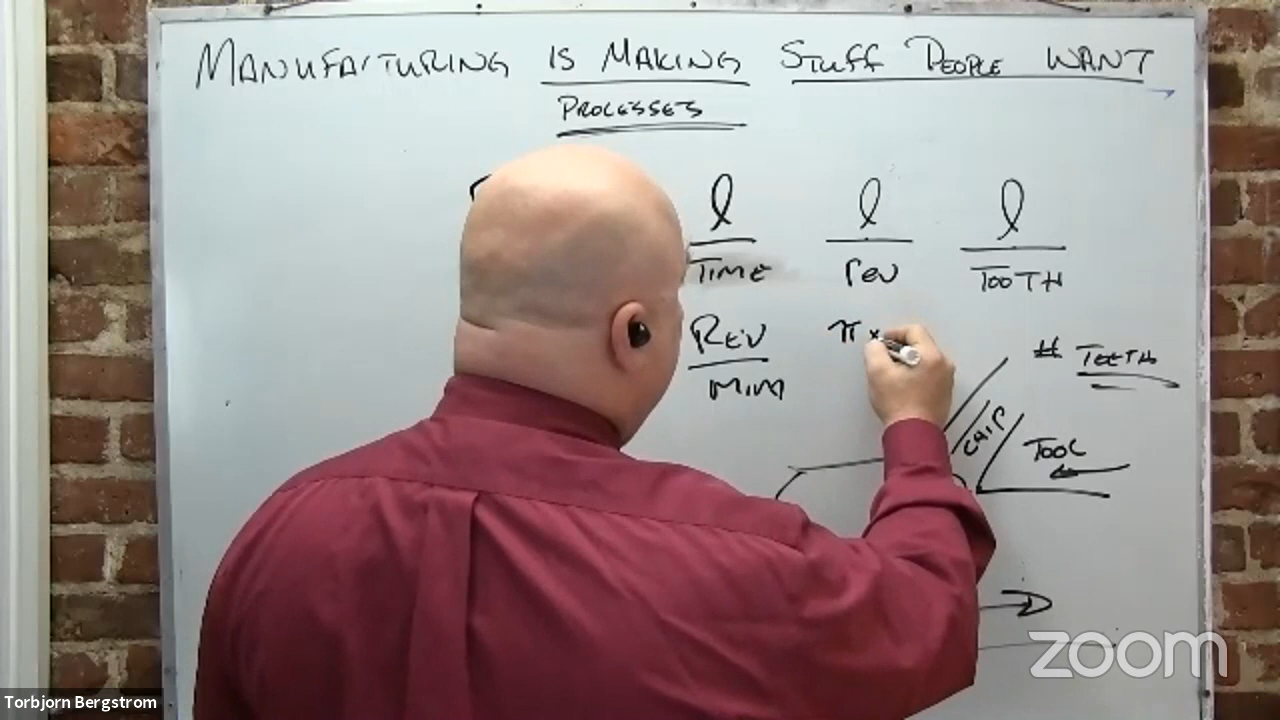 MANUFACTURING IS MAKING STUFF PEOPLE WANT
PROCESSES
l l l
TIME rev TOOTH
REV π x
MIN
# TEETH
CHIP
TOOL
zoom
Torbjorn Bergstrom